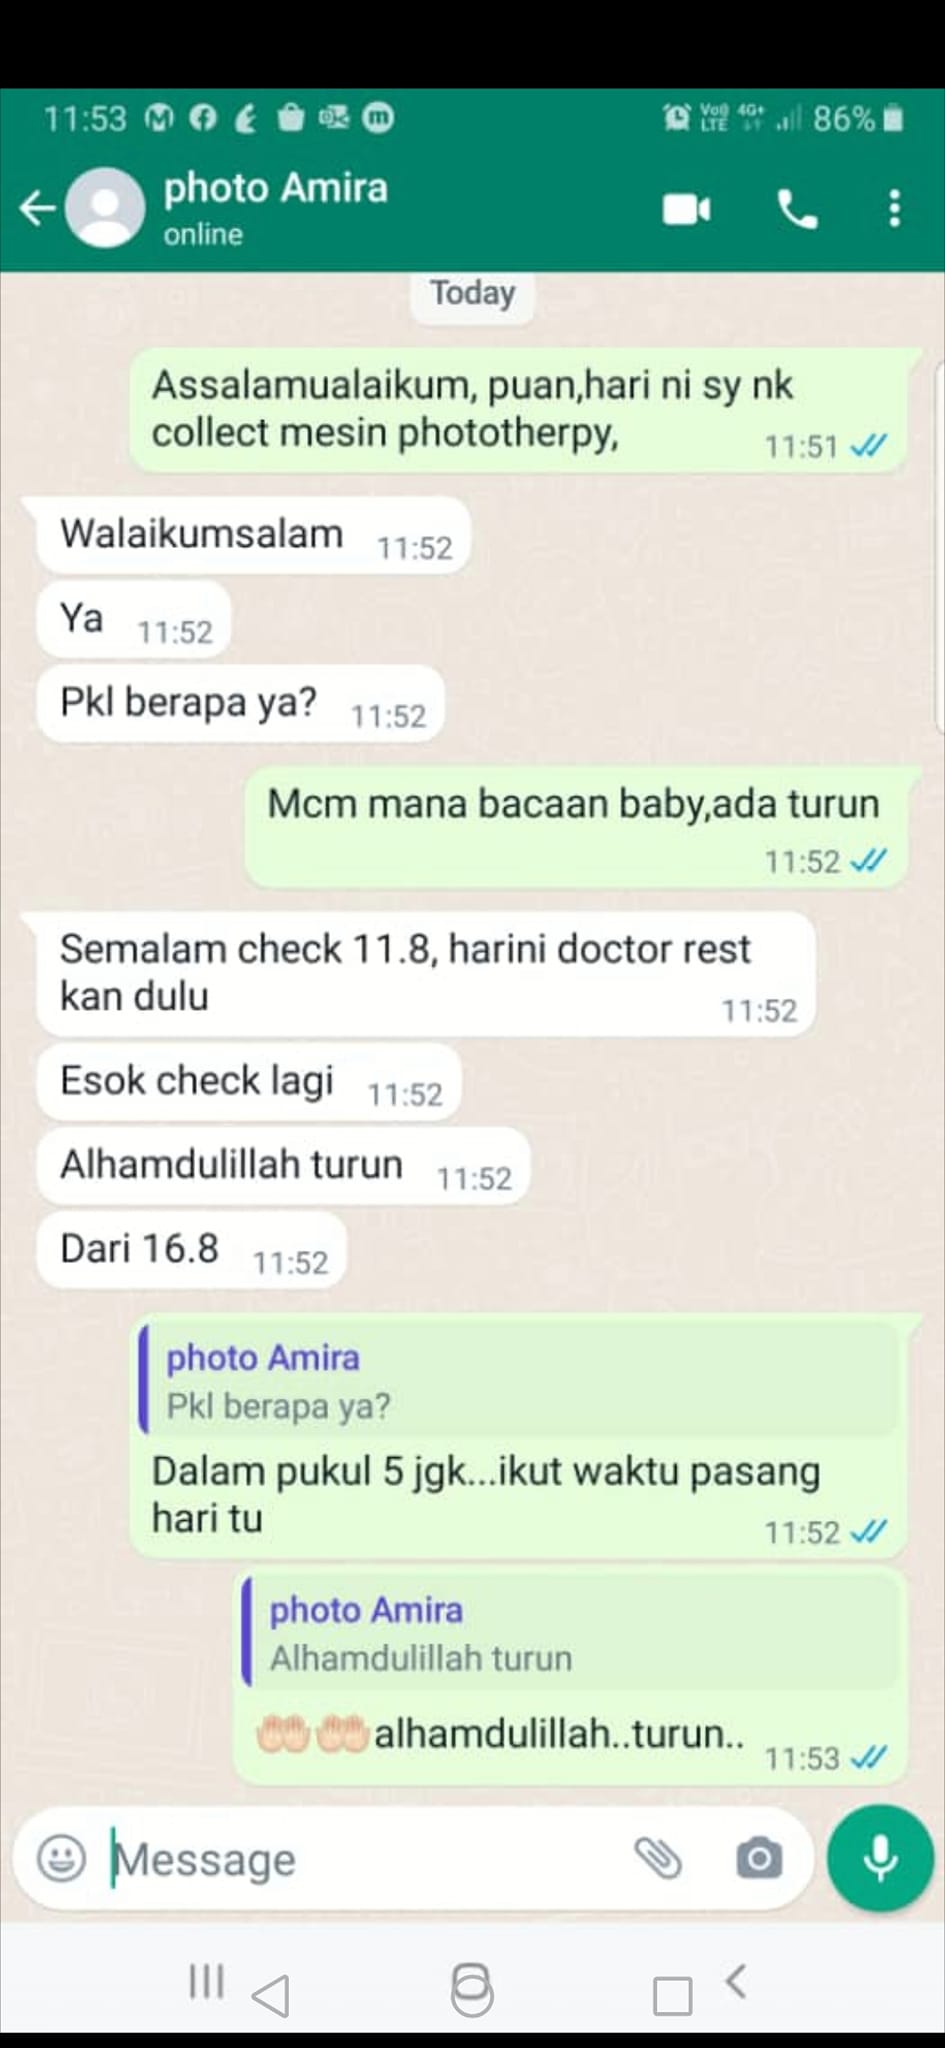 11:53
Vo)) LTE 4G+ 86%
photo Amira
online
Today
Assalamualaikum, puan,hari ni sy nk
collect mesin phototherpy,
11:51
Walaikumsalam 11:52
Ya 11:52
Pkl berapa ya? 11:52
Mcm mana bacaan baby,ada turun
11:52
Semalam check 11.8, harini doctor rest
kan dulu
11:52
Esok check lagi 11:52
Alhamdulillah turun 11:52
Dari 16.8 11:52
photo Amira
Pkl berapa ya?
Dalam pukul 5 jgk...ikut waktu pasang
hari tu
11:52
photo Amira
Alhamdulillah turun
🤲🏻🤲🏻alhamdulillah..turun..
11:53
Message